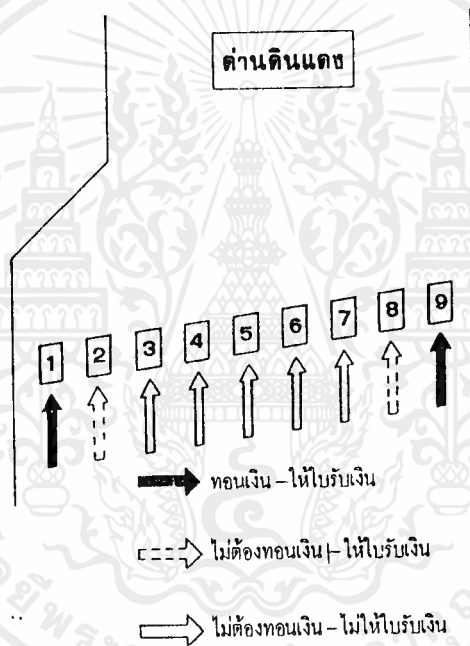 ด่านดินแดง
1 2 3 4 5 6 7 8 9
ทอนเงิน – ให้ใบรับเงิน
ไม่ต้องทอนเงิน – ให้ใบรับเงิน
ไม่ต้องทอนเงิน – ไม่ให้ใบรับเงิน